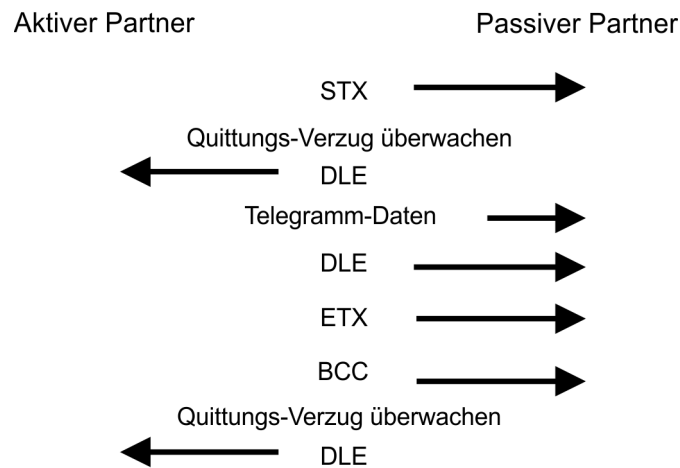 Aktiver Partner Passiver Partner
STX
Quittungs-Verzug überwachen
DLE
Telegramm-Daten
DLE
ETX
BCC
Quittungs-Verzug überwachen
DLE